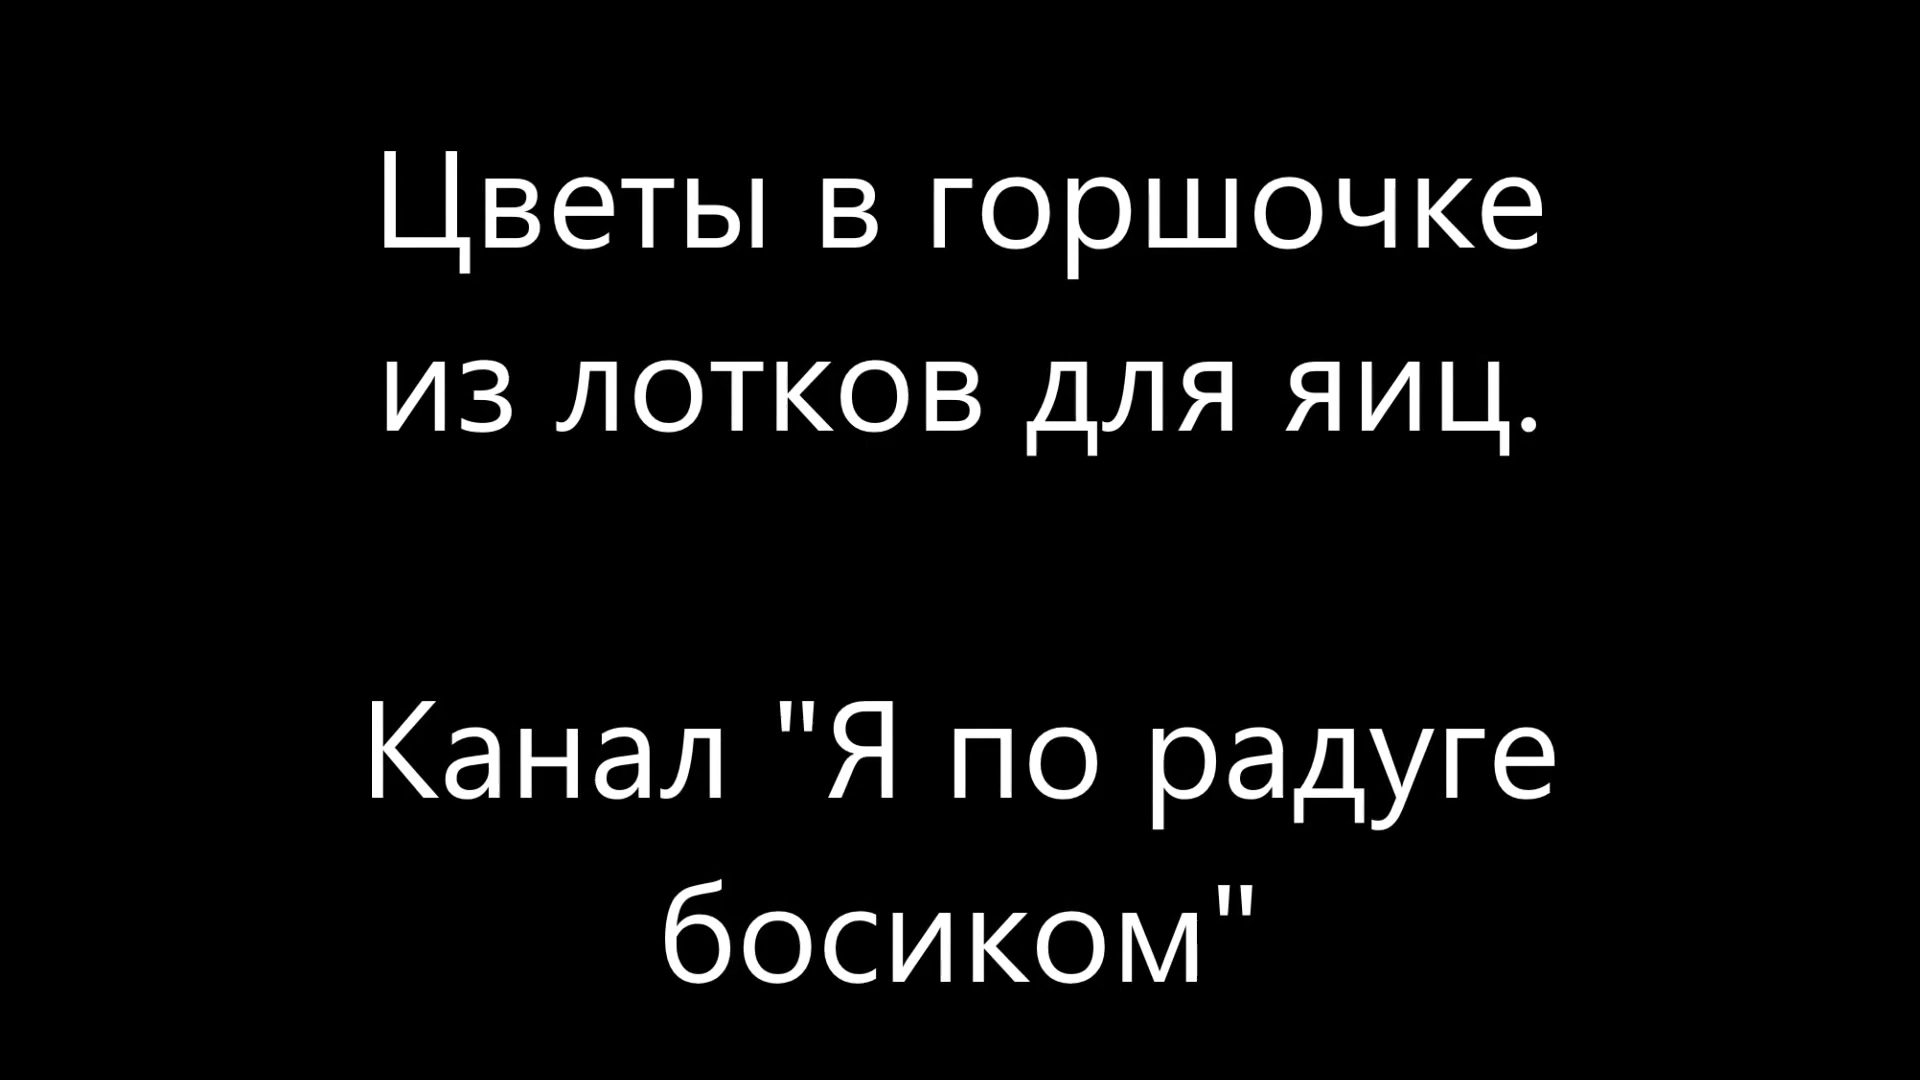 Цветы в горшочке
из лотков для яиц.
Канал "Я по радуге
босиком"